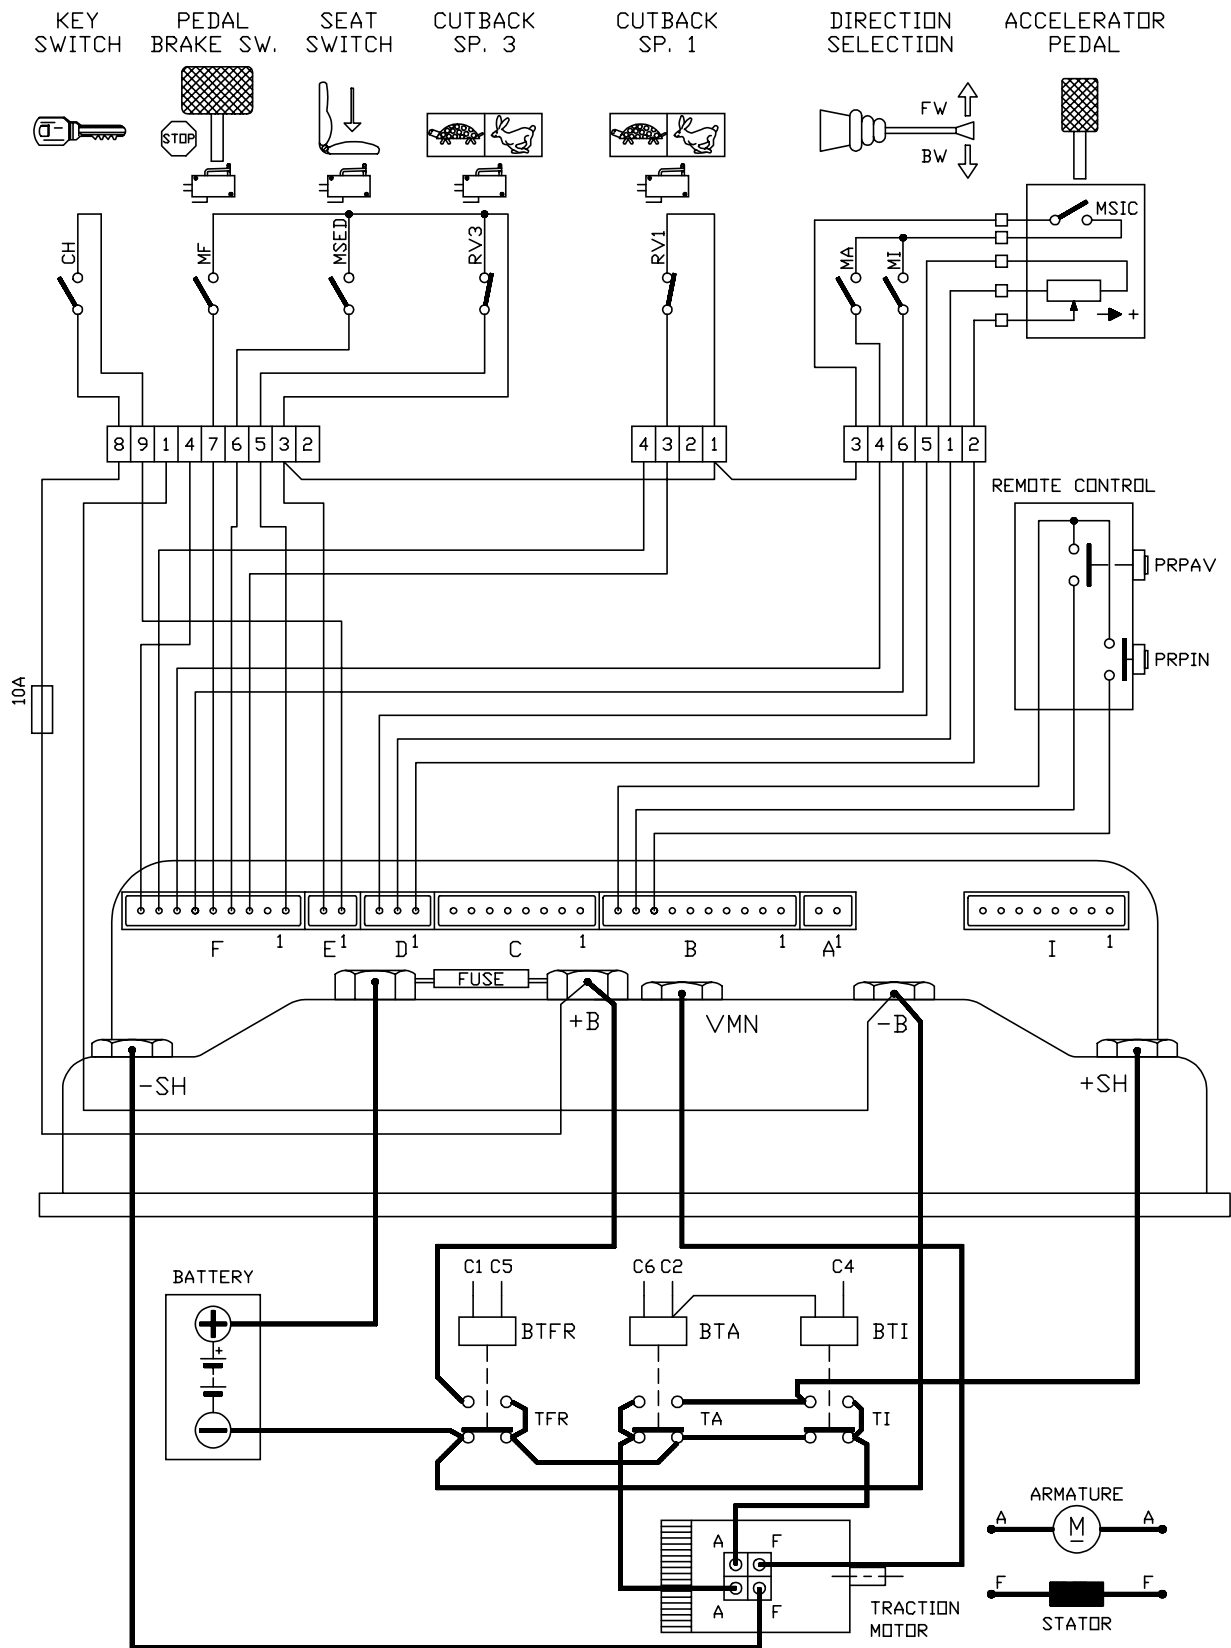 KEY
SWITCH
PEDAL
BRAKE SW.
SEAT
SWITCH
CUTBACK
SP. 3
CUTBACK
SP. 1
DIRECTION
SELECTION
ACCELERATOR
PEDAL
STOP
FW
BW
CH
MF
MSED
RV3
RV1
MA
MI
MSIC
+
8 9 1 4 7 6 5 3 2
4 3 2 1
3 4 6 5 1 2
REMOTE CONTROL
PRPAV
PRPIN
10A
F 1
E 1
D 1
C 1
B 1
A 1
I 1
FUSE
+B
VMN
-B
-SH
+SH
BATTERY
+
+
-
C1 C5
C6 C2
C4
BTFR
BTA
BTI
TFR
TA
TI
A F
A F
TRACTION
MOTOR
ARMATURE
A M A
F F
STATOR